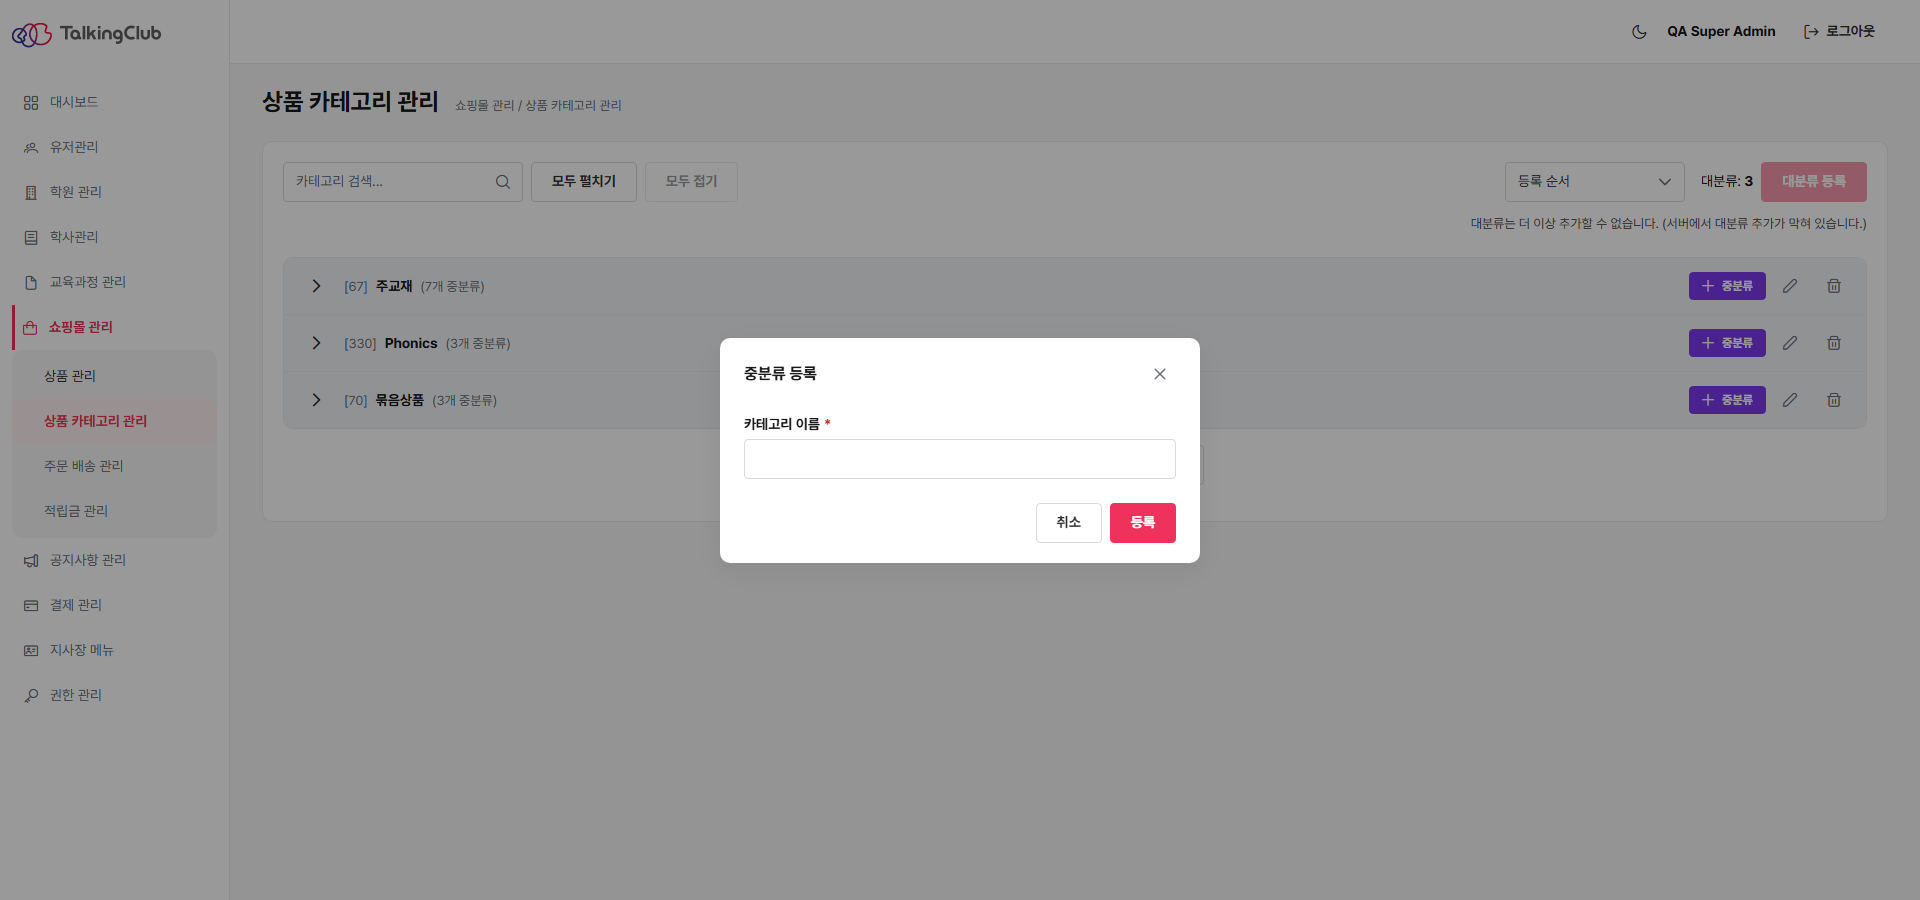 TalkingClub
QA Super Admin
로그아웃
대시보드
유저관리
학원 관리
학사관리
교육과정 관리
쇼핑몰 관리
상품 관리
상품 카테고리 관리
주문 배송 관리
적립금 관리
공지사항 관리
결제 관리
지사장 메뉴
권한 관리
상품 카테고리 관리
쇼핑몰 관리 / 상품 카테고리 관리
카테고리 검색...
모두 펼치기
모두 접기
등록 순서
대분류: 3
대분류 등록
대분류는 더 이상 추가할 수 없습니다. (서버에서 대분류 추가가 막혀 있습니다.)
[67] 주교재 (7개 중분류)
중분류
[330] Phonics (3개 중분류)
중분류
[70] 묶음상품 (3개 중분류)
중분류
중분류 등록
카테고리 이름 *
취소
등록